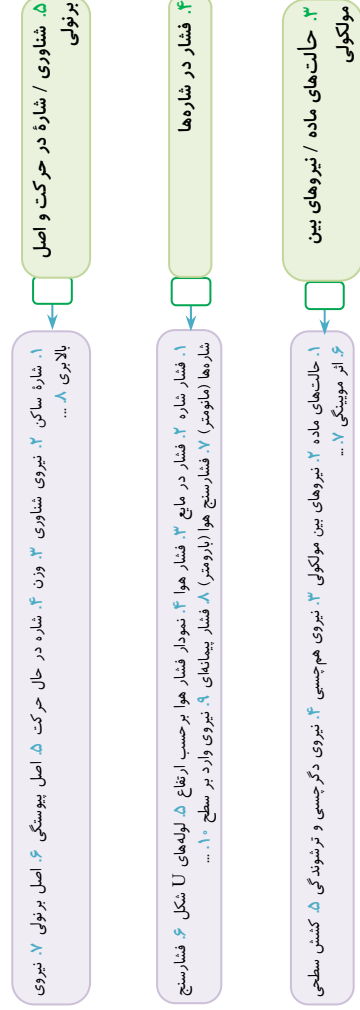 ۳. حالت‌های ماده / نیروهای بین
مولکولی
۱. حالت‌های ماده ۲. نیروهای بین مولکولی ۳. نیروی هم‌چسبی ۴. نیروی دگرچسبی و ترشوندگی ۵. کشش سطحی
۶. اثر مویینگی ۷. ...
۴. فشار در شاره‌ها
۱. فشار شاره ۲. فشار در مایع ۳. فشار هوا ۴. نمودار فشار هوا برحسب ارتفاع ۵. لوله‌های U شکل ۶. فشارسنج
شاره‌ها (مانومتر) ۷. فشارسنج هوا (بارومتر) ۸. فشار پیمانه‌ای ۹. نیروی وارد بر سطح ۱۰. ...
۵. شناوری / شارهٔ در حرکت و اصل
برنولی
۱. شارهٔ ساکن ۲. نیروی شناوری ۳. وزن ۴. شاره در حال حرکت ۵. اصل پیوستگی ۶. اصل برنولی ۷. نیروی
بالابری ۸. ...